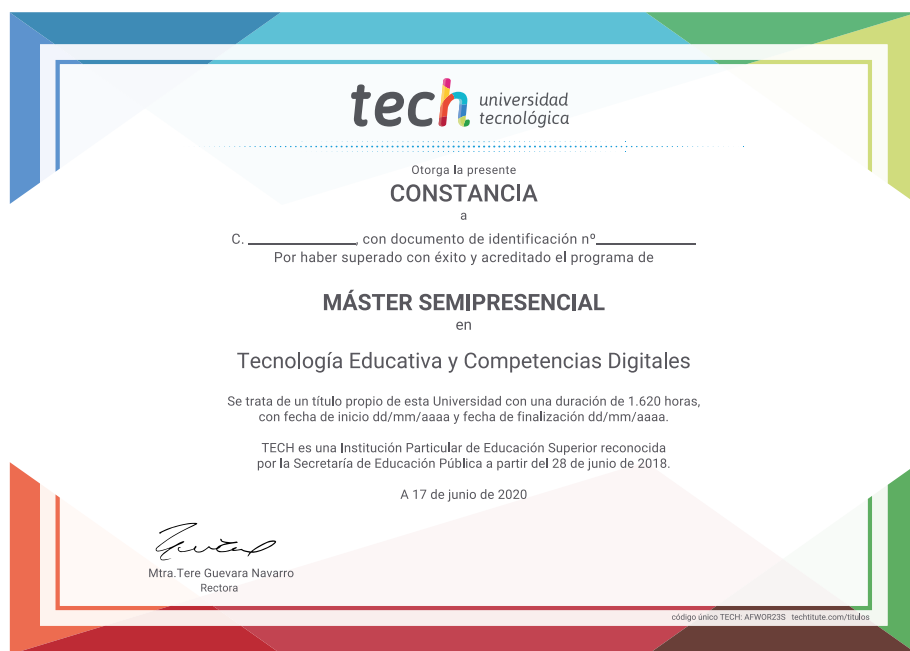 tech universidad
tecnológica
Otorga la presente
CONSTANCIA
a
C. ____________, con documento de identificación nº____________
Por haber superado con éxito y acreditado el programa de
MÁSTER SEMIPRESENCIAL
en
Tecnología Educativa y Competencias Digitales
Se trata de un título propio de esta Universidad con una duración de 1.620 horas,
con fecha de inicio dd/mm/aaaa y fecha de finalización dd/mm/aaaa.
TECH es una Institución Particular de Educación Superior reconocida
por la Secretaría de Educación Pública a partir del 28 de junio de 2018.
A 17 de junio de 2020
Mtra.Tere Guevara Navarro
Rectora
código único TECH: AFWOR23S techtitute.com/titulos